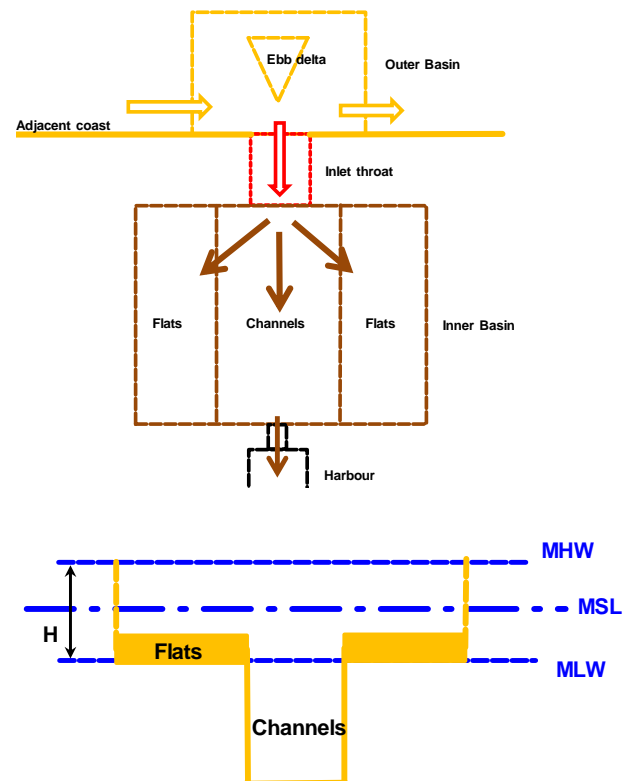 Ebb delta
Outer Basin
Adjacent coast
Inlet throat
Flats
Channels
Flats
Inner Basin
Harbour
MHW
MSL
H
Flats
MLW
Channels